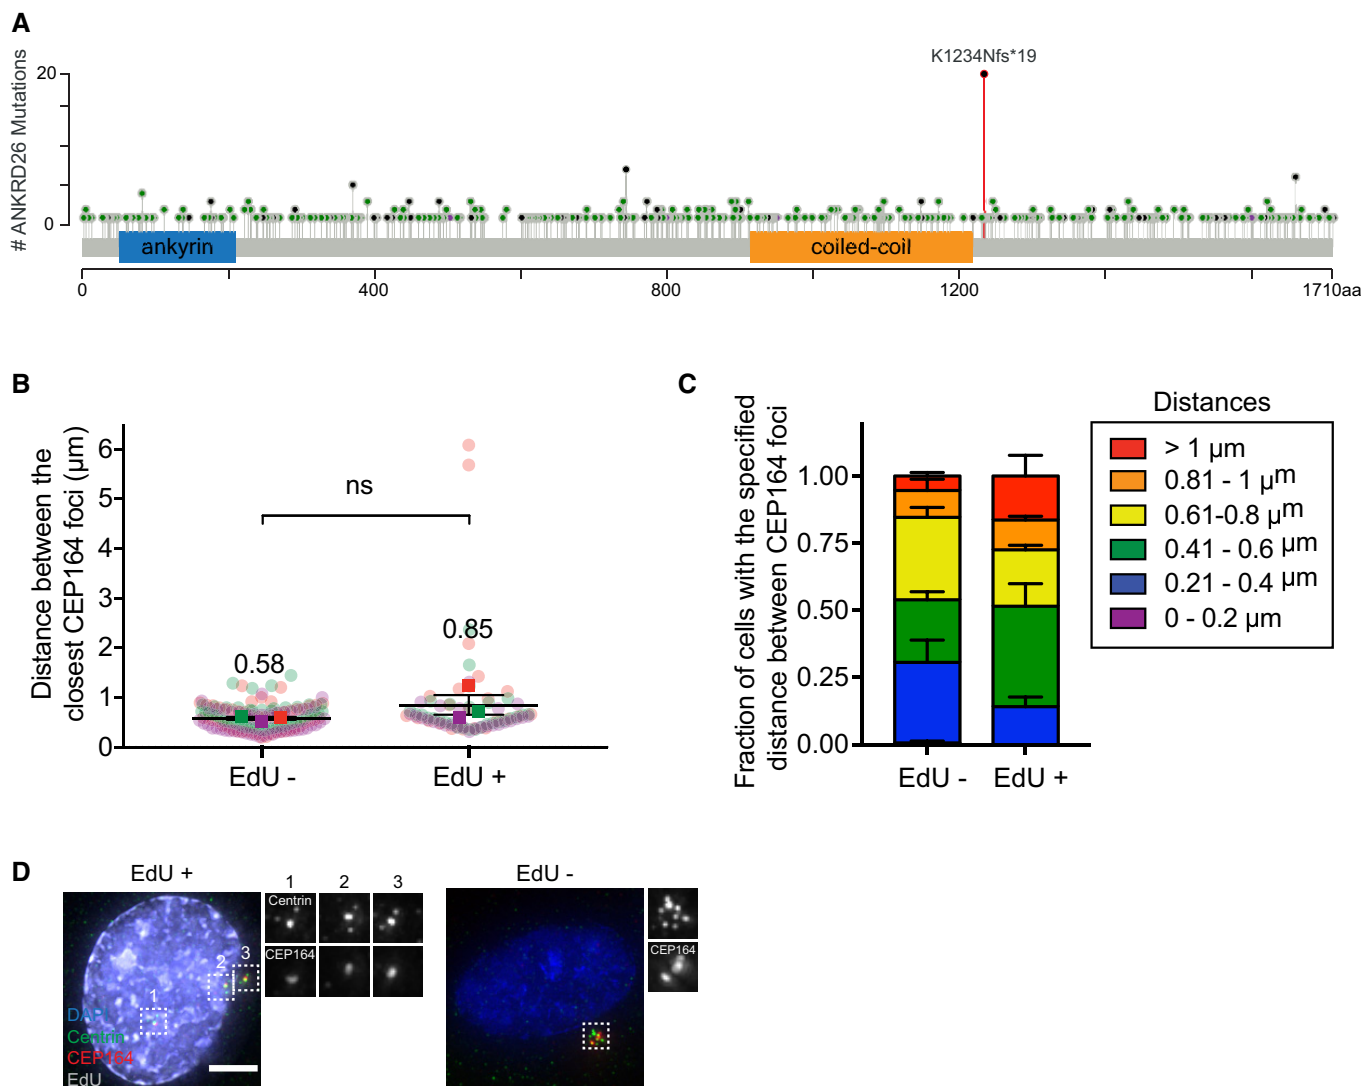 A
# ANKRD26 Mutations
20
0
K1234Nfs*19
ankyrin
coiled-coil
0
400
800
1200
1710aa
B
Distance between the
closest CEP164 foci (µm)
6
5
4
3
2
1
0
ns
0.58
0.85
EdU -
EdU +
C
Fraction of cells with the specified
distance between CEP164 foci
1.00
0.75
0.50
0.25
0.00
EdU -
EdU +
Distances
> 1 µm
0.81 - 1 µm
0.61-0.8 µm
0.41 - 0.6 µm
0.21 - 0.4 µm
0 - 0.2 µm
D
EdU +
1
2
3
DAPI
Centrin
CEP164
EdU
1
2
3
Centrin
CEP164
EdU -
CEP164